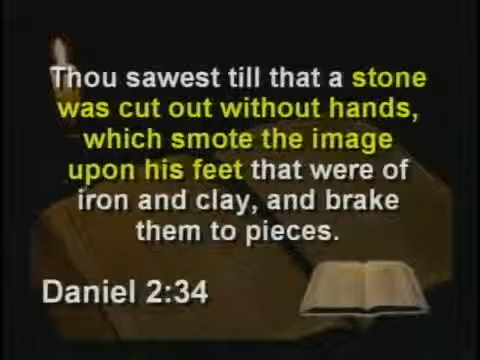 Thou sawest till that a stone
was cut out without hands,
which smote the image
upon his feet that were of
iron and clay, and brake
them to pieces.
Daniel 2:34